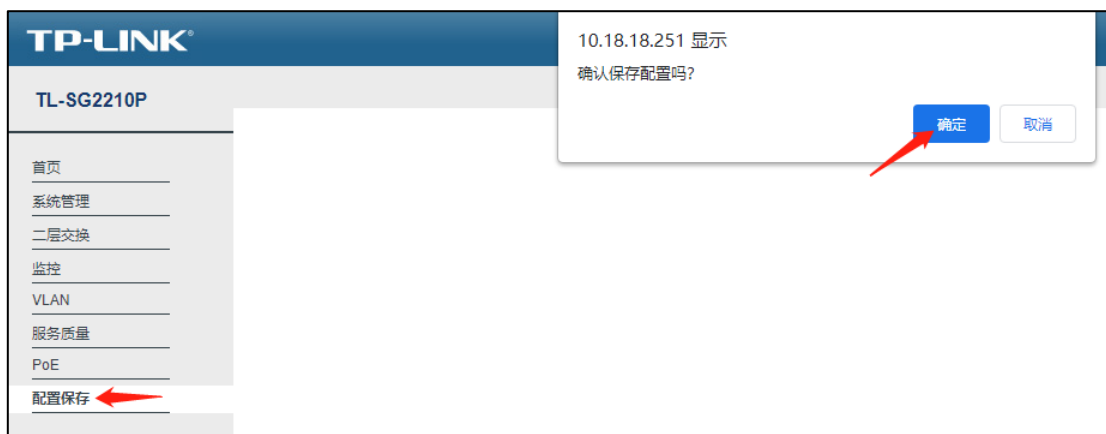 TP-LINK®
TL-SG2210P
10.18.18.251 显示
确认保存配置吗?
确定
取消
首页
系统管理
二层交换
监控
VLAN
服务质量
PoE
配置保存